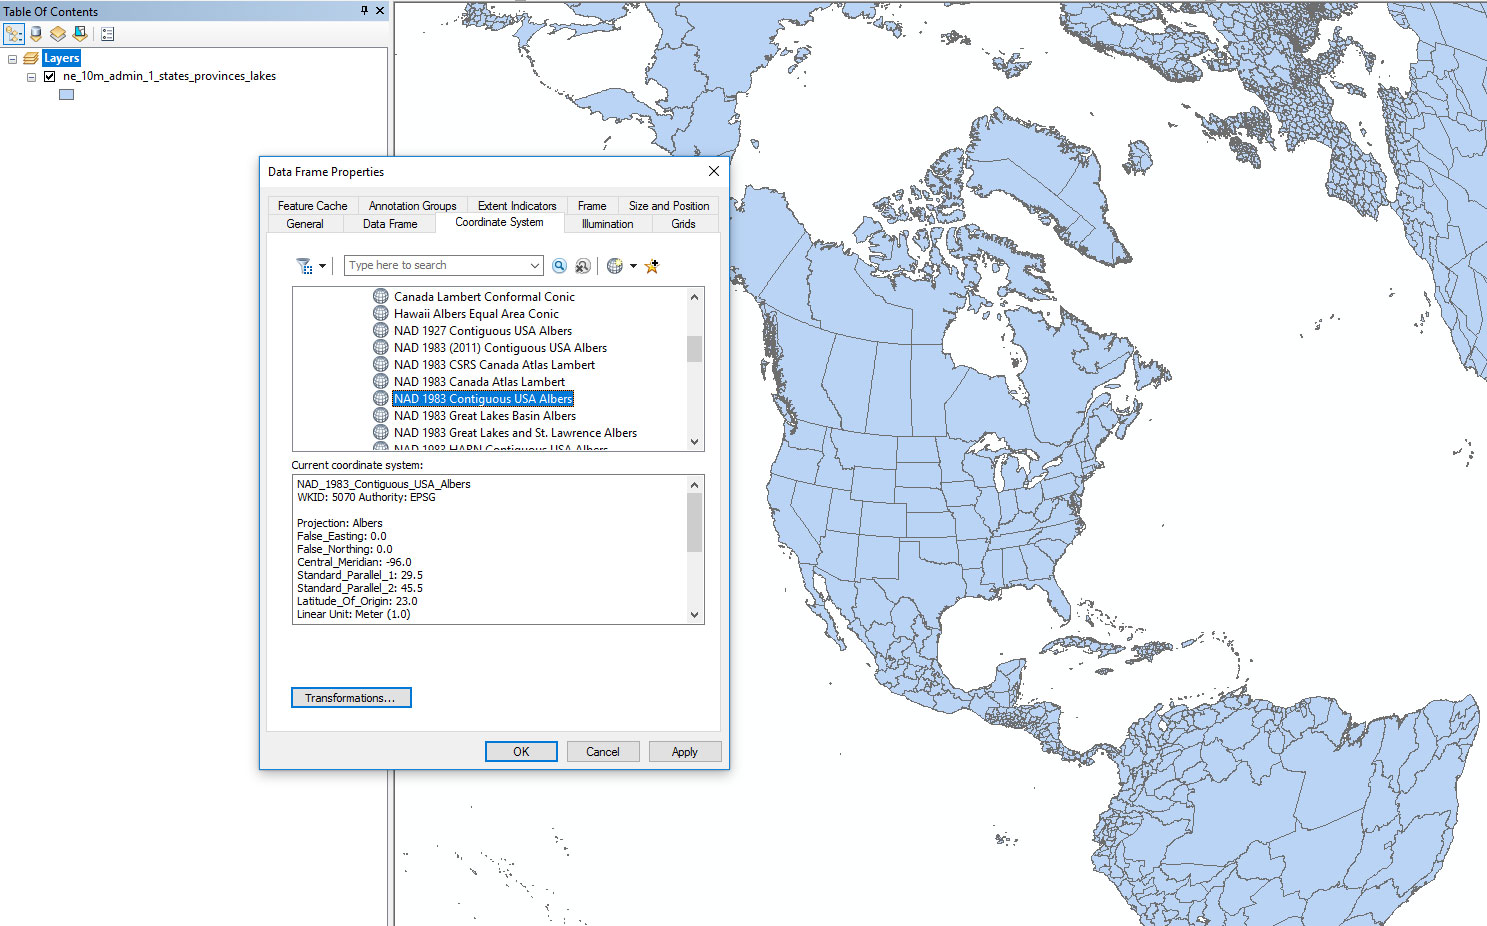 Table Of Contents
Layers
ne_10m_admin_1_states_provinces_lakes
Data Frame Properties
Feature Cache
Annotation Groups
Extent Indicators
Frame
Size and Position
General
Data Frame
Coordinate System
Illumination
Grids
Type here to search
Canada Lambert Conformal Conic
Hawaii Albers Equal Area Conic
NAD 1927 Contiguous USA Albers
NAD 1983 (2011) Contiguous USA Albers
NAD 1983 CSRS Canada Atlas Lambert
NAD 1983 Canada Atlas Lambert
NAD 1983 Contiguous USA Albers
NAD 1983 Great Lakes Basin Albers
NAD 1983 Great Lakes and St. Lawrence Albers
NAD 1983 HARN Contiguous USA Albers
Current coordinate system:
NAD_1983_Contiguous_USA_Albers
WKID: 5070 Authority: EPSG
Projection: Albers
False_Easting: 0.0
False_Northing: 0.0
Central_Meridian: -96.0
Standard_Parallel_1: 29.5
Standard_Parallel_2: 45.5
Latitude_Of_Origin: 23.0
Linear Unit: Meter (1.0)
Transformations...
OK
Cancel
Apply